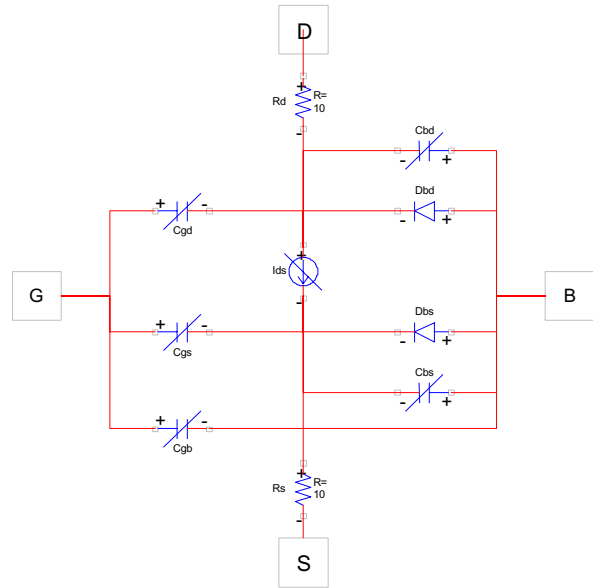 D
+
Rd
R=
10
-
Cbd
-
+
Dbd
+
-
-
+
Cgd
+
Ids
G
B
-
Dbs
+
-
-
+
Cgs
Cbs
-
+
+
-
Cgb
+
Rs
R=
10
-
S